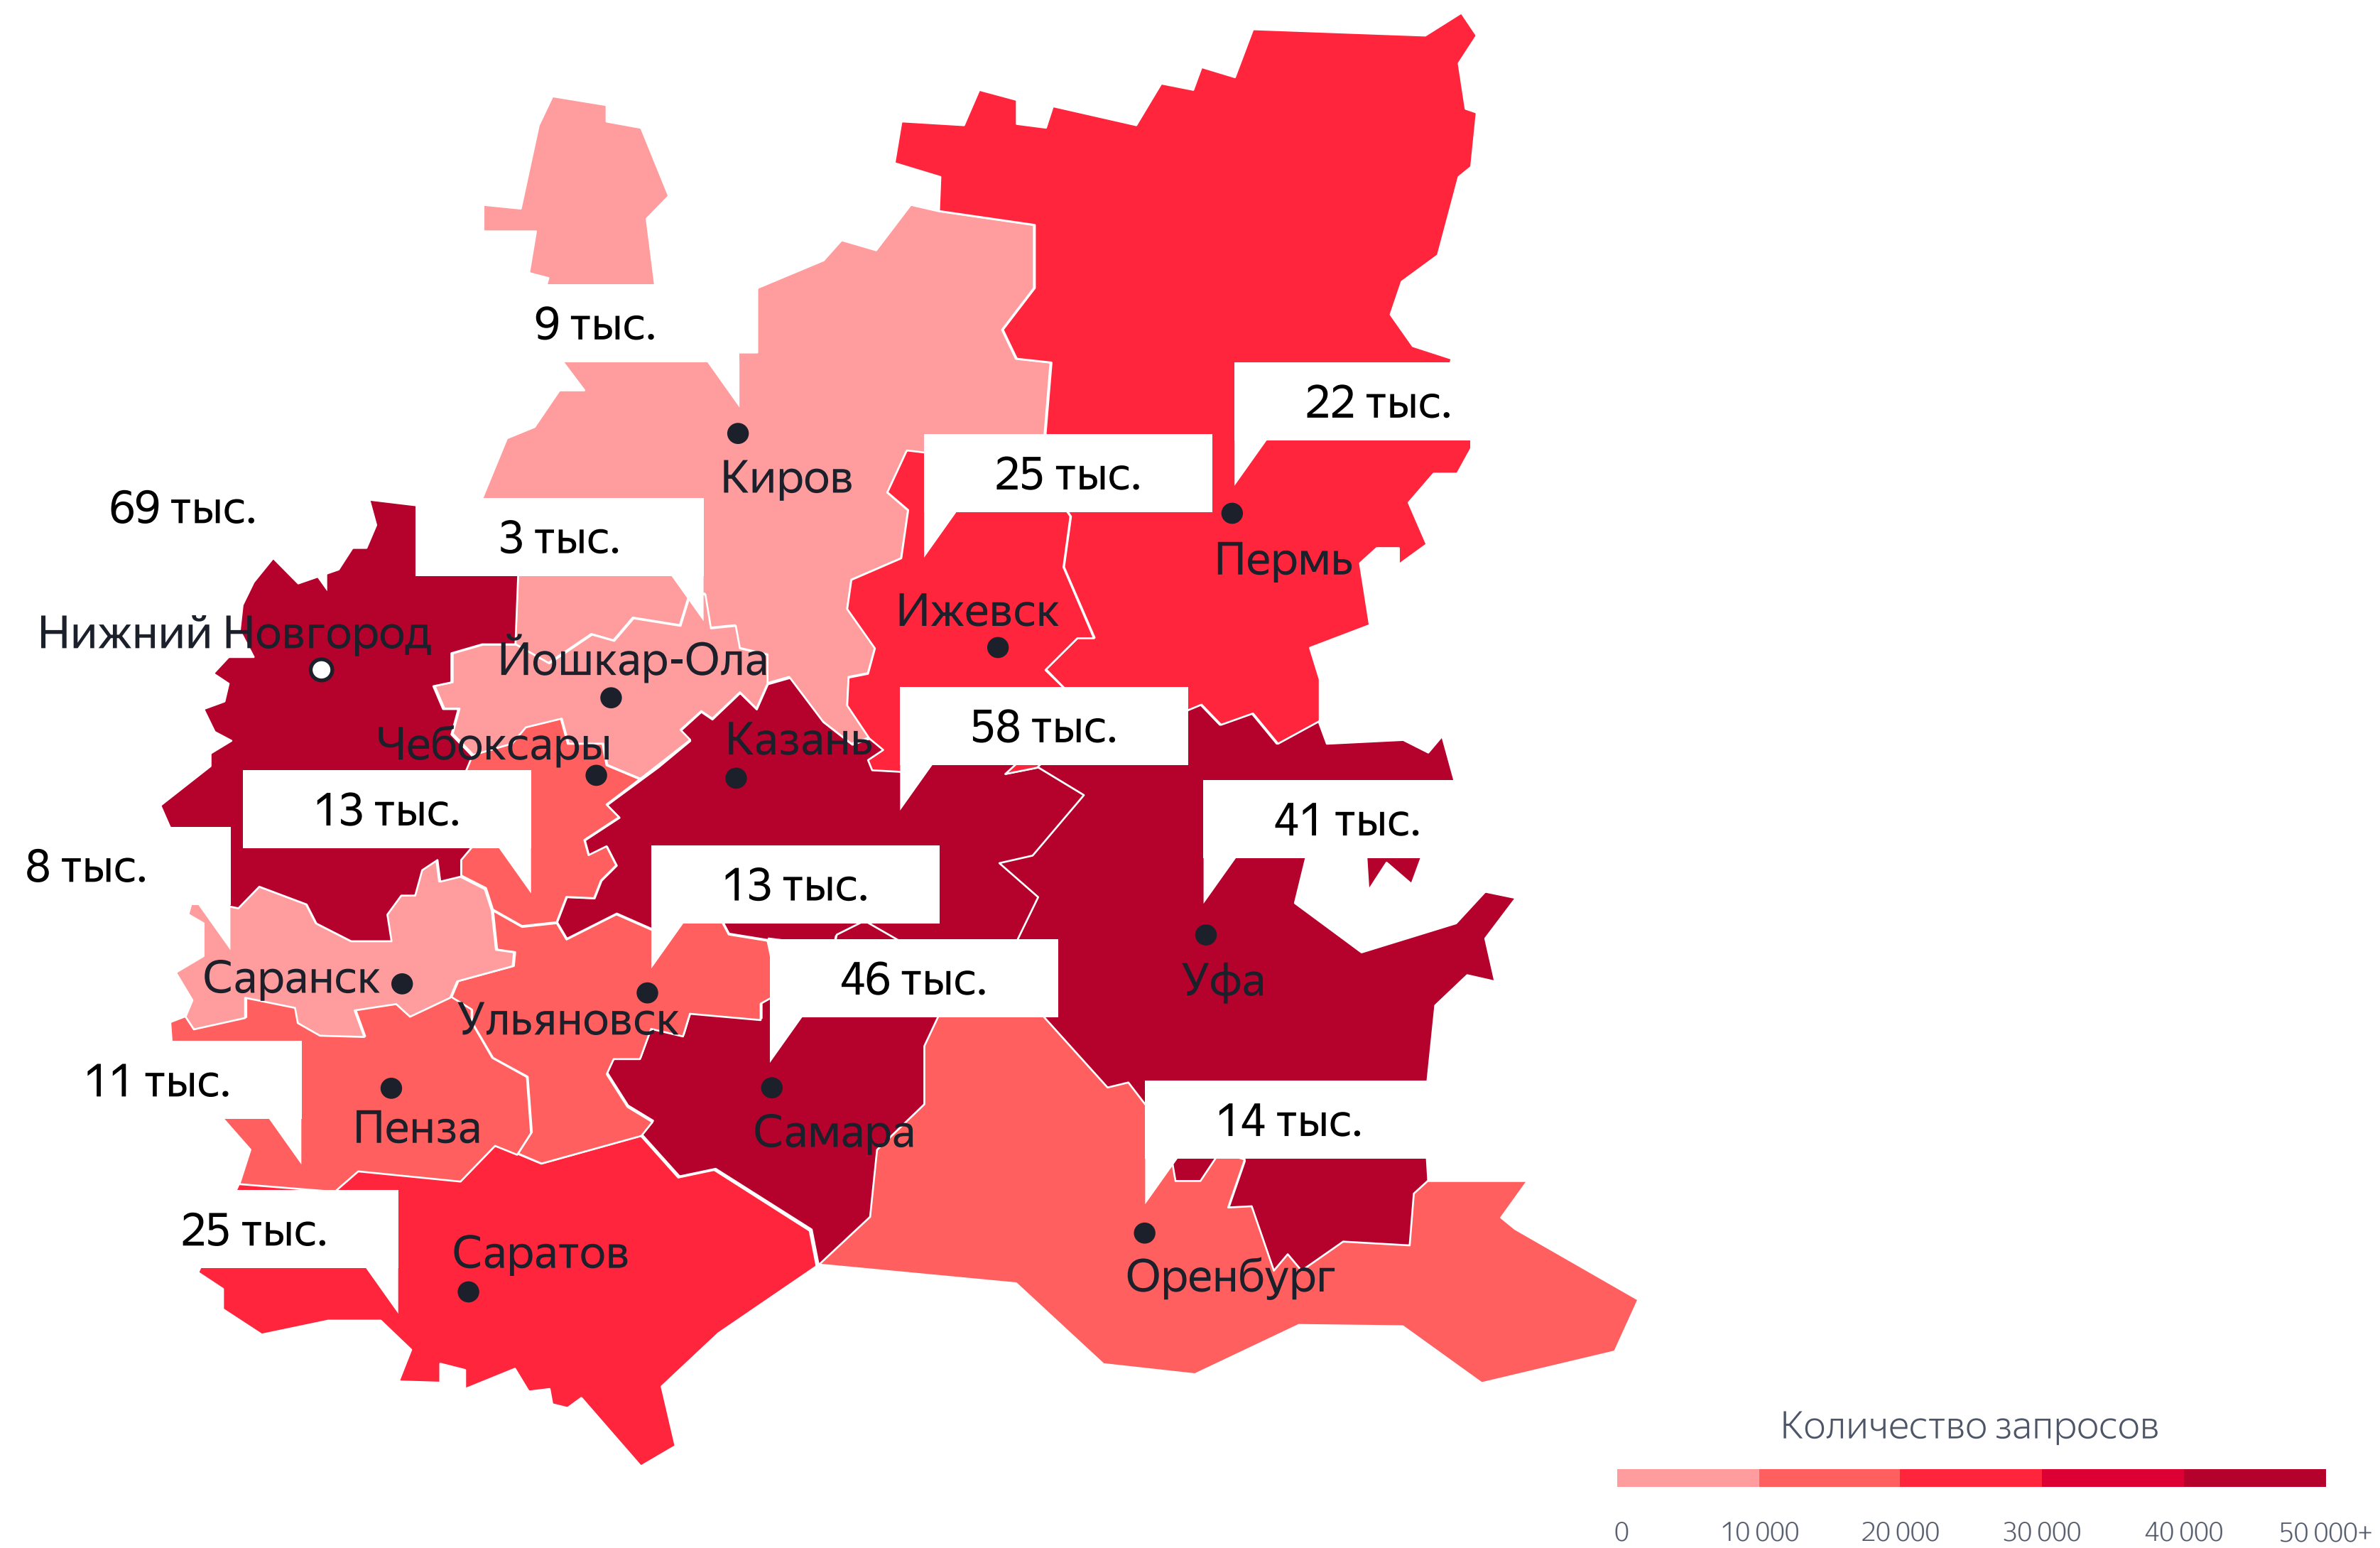 9 тыс.
22 тыс.
25 тыс.
Киров
69 тыс.
3 тыс.
Пермь
Ижевск
Нижний Новгород
Йошкар-Ола
58 тыс.
Чебоксары
Казань
13 тыс.
41 тыс.
8 тыс.
13 тыс.
Саранск
46 тыс.
Уфа
Ульяновск
11 тыс.
Пенза
Самара
14 тыс.
25 тыс.
Саратов
Оренбург
Количество запросов
0 10 000 20 000 30 000 40 000 50 000+